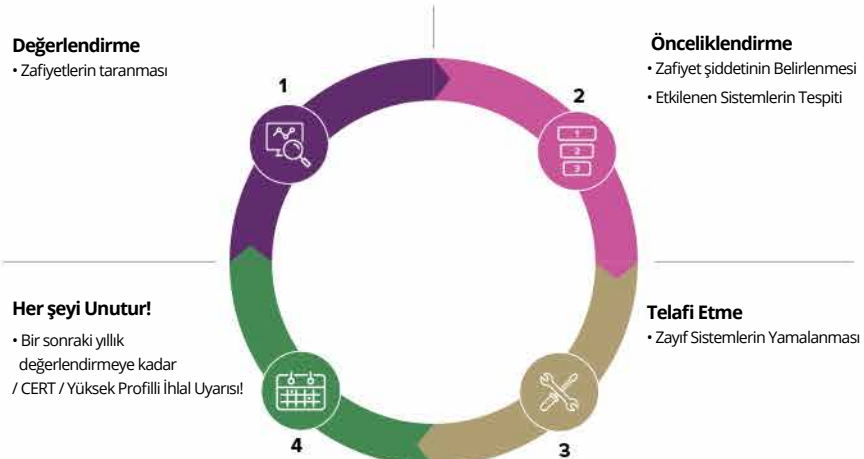 Değerlendirme
• Zafiyetlerin taranması
1
Önceliklendirme
• Zafiyet şiddetinin Belirlenmesi
• Etkilenen Sistemlerin Tespiti
2
1
2
3
Telafi Etme
• Zayıf Sistemlerin Yamalanması
3
Her şeyi Unutur!
• Bir sonraki yıllık
değerlendirmeye kadar
/ CERT / Yüksek Profilli İhlal Uyarısı!
4